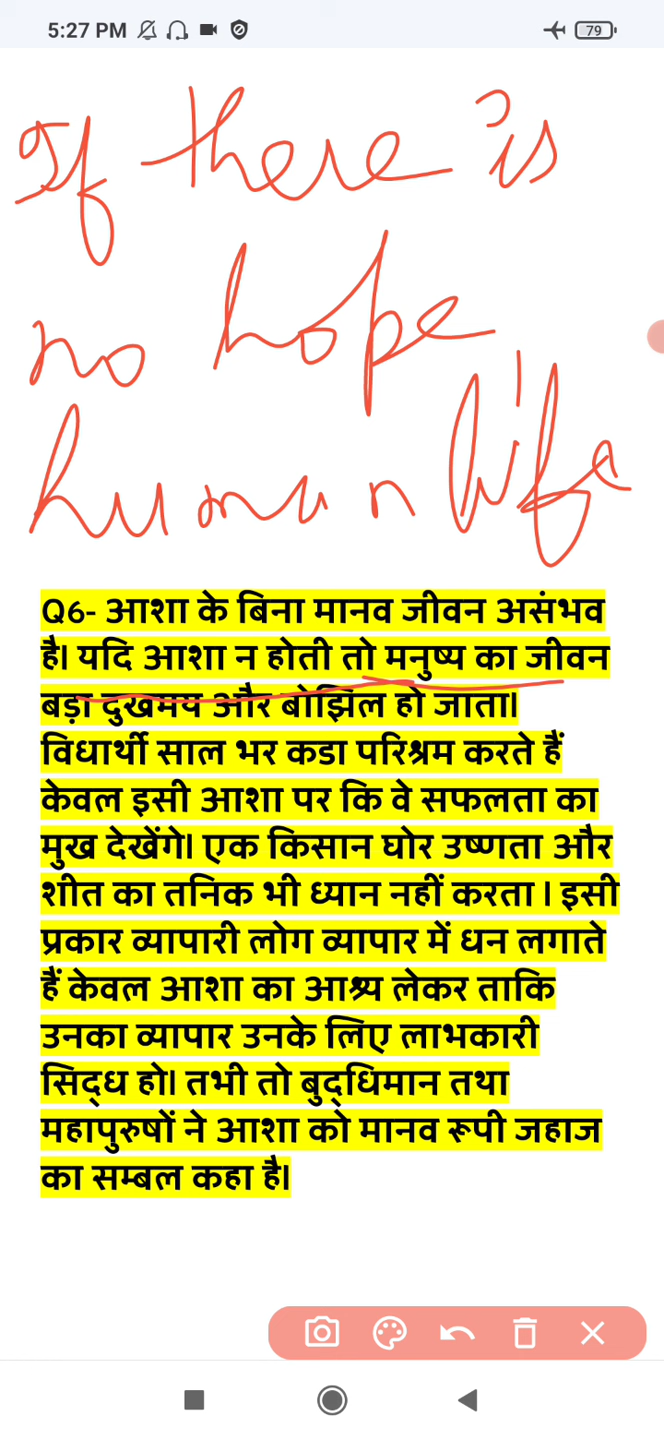 5:27 PM
79
If there is
no hope
human life
Q6- आशा के बिना मानव जीवन असंभव
है। यदि आशा न होती तो मनुष्य का जीवन
बड़ा दुखमय और बोझिल हो जाता।
विधार्थी साल भर कडा परिश्रम करते हैं
केवल इसी आशा पर कि वे सफलता का
मुख देखेंगे। एक किसान घोर उष्णता और
शीत का तनिक भी ध्यान नहीं करता । इसी
प्रकार व्यापारी लोग व्यापार में धन लगाते
हैं केवल आशा का आश्य लेकर ताकि
उनका व्यापार उनके लिए लाभकारी
सिद्ध हो। तभी तो बुद्धिमान तथा
महापुरुषों ने आशा को मानव रूपी जहाज
का सम्बल कहा है।